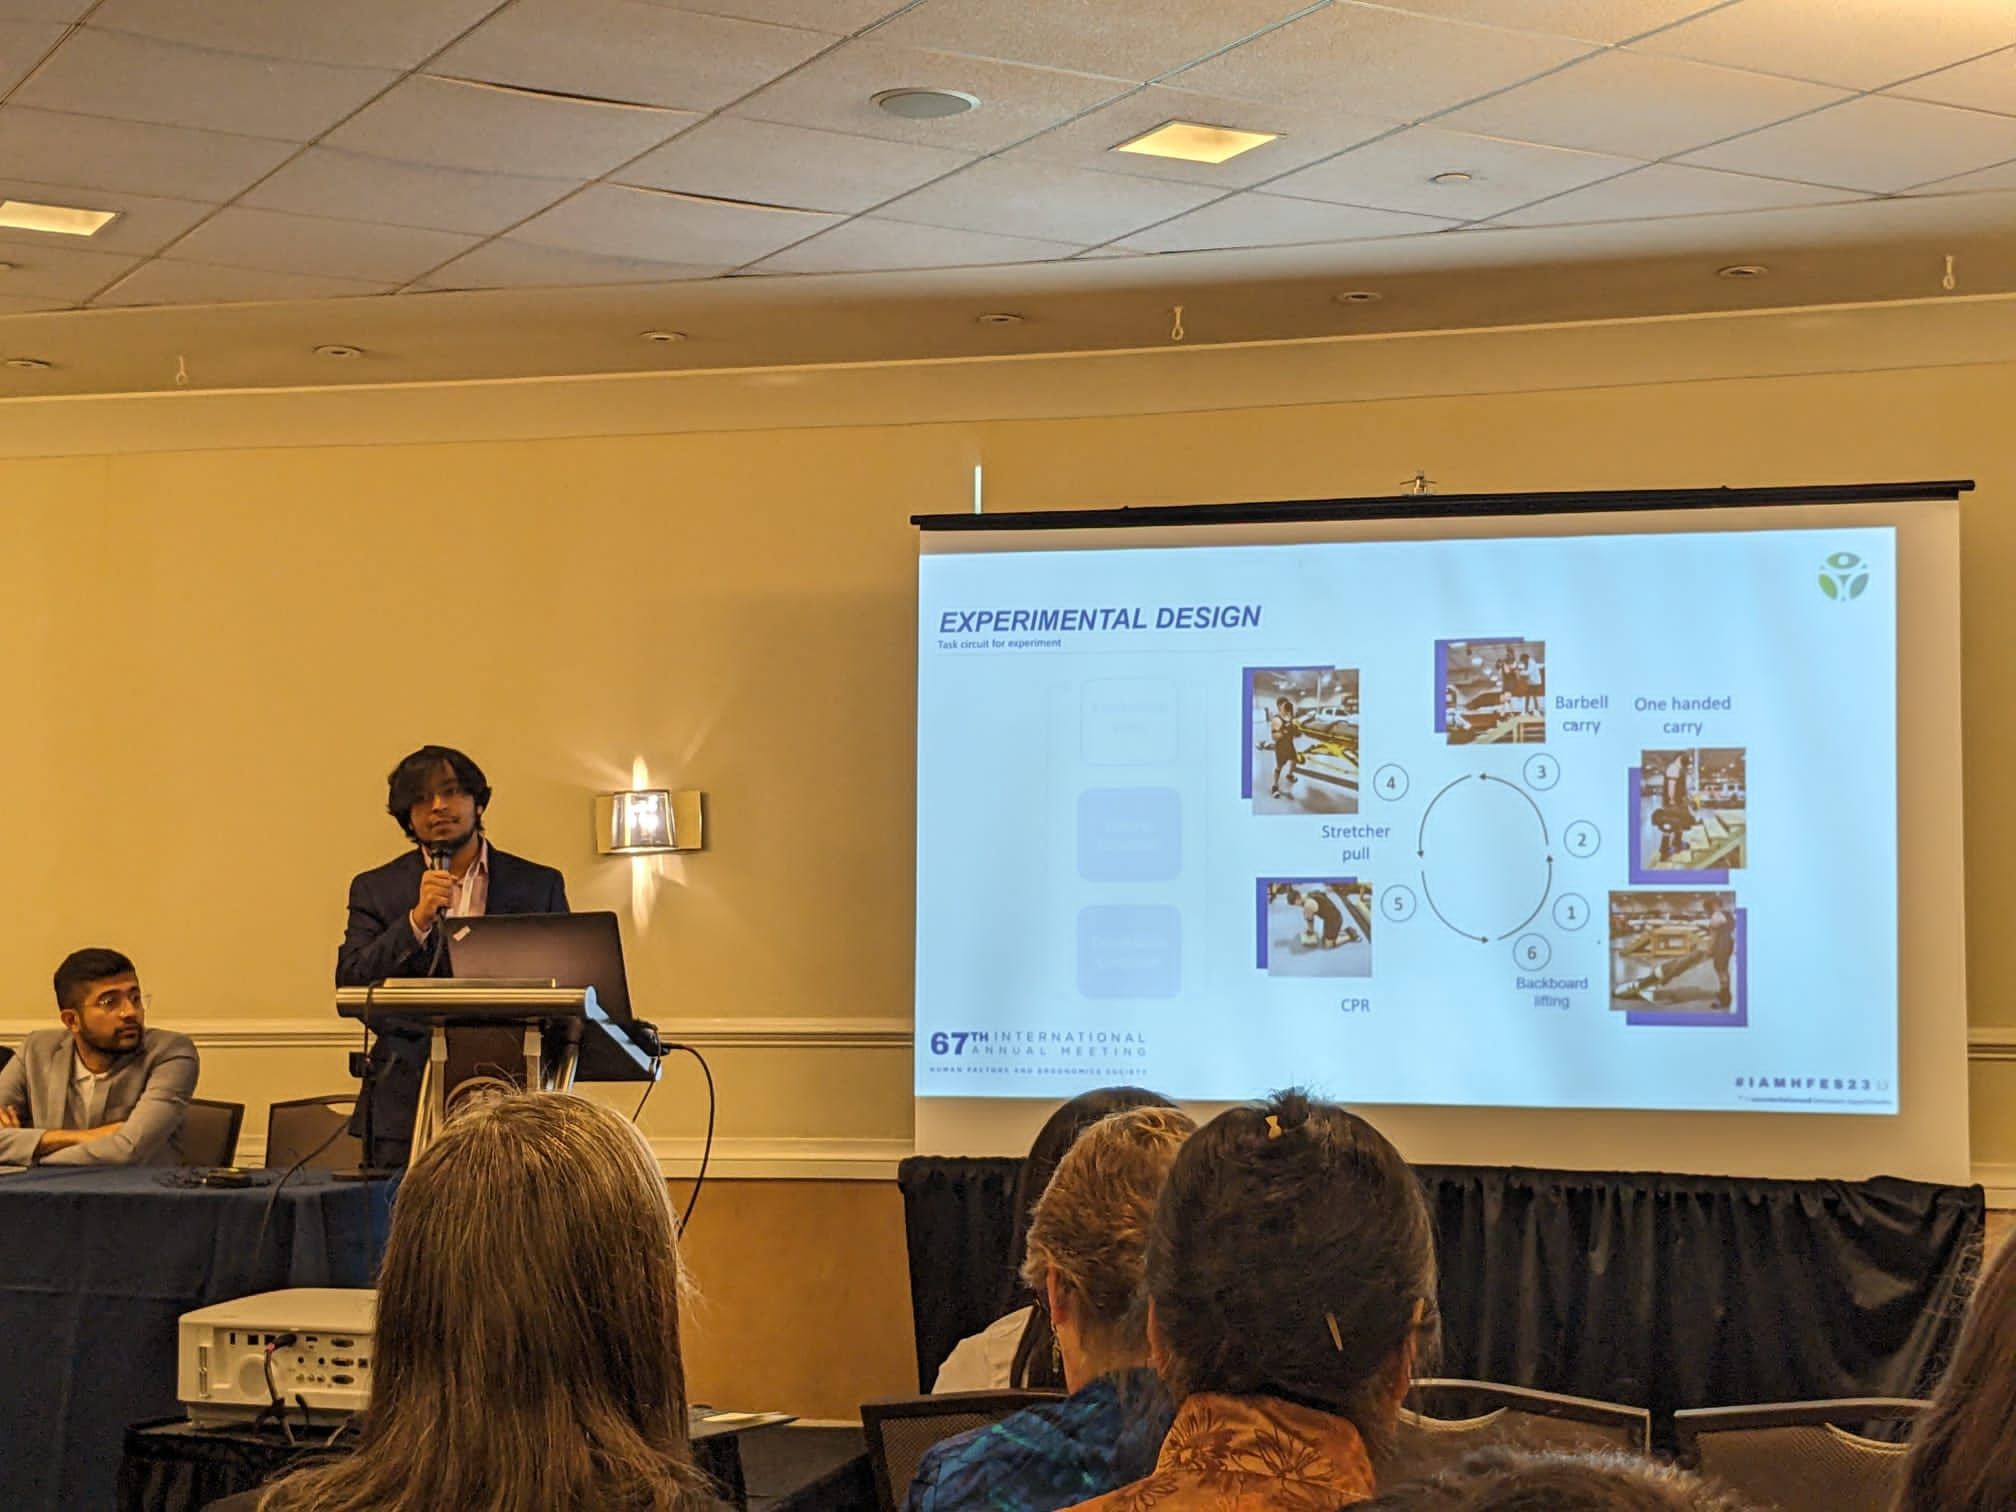 EXPERIMENTAL DESIGN
Task circuit for experiment
Barbell
carry
One handed
carry
3
4
2
Stretcher
pull
5
1
6
Backboard
lifting
CPR
67TH INTERNATIONAL
ANNUAL MEETING
HUMAN FACTORS AND ERGONOMICS SOCIETY
#IAMHFES23